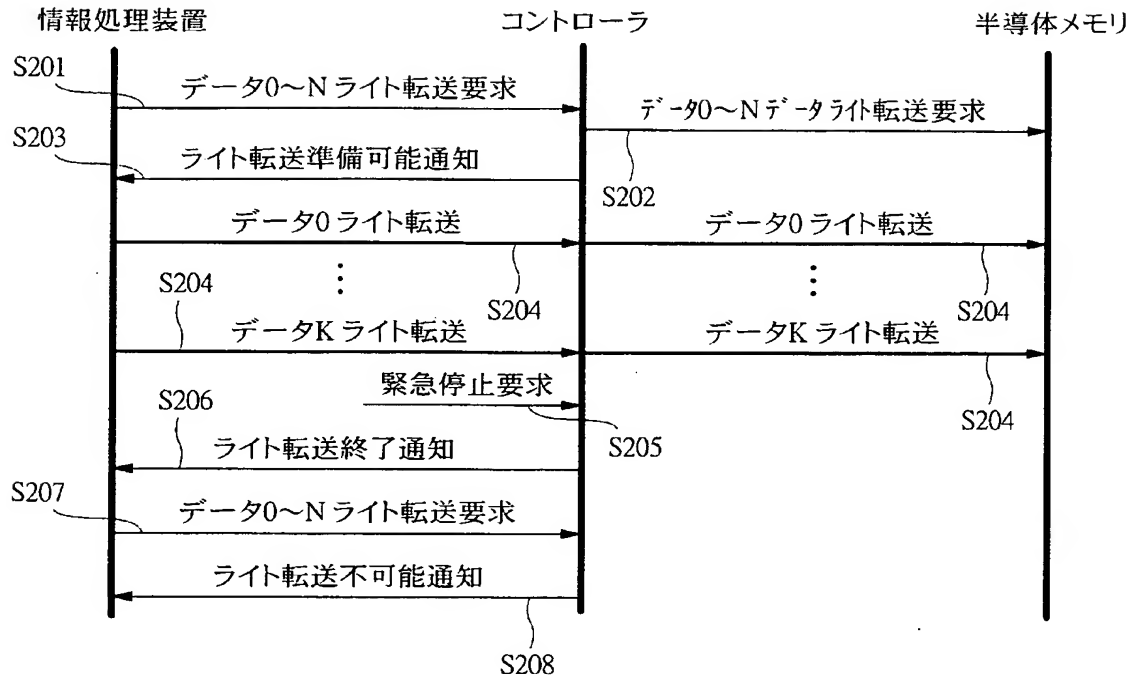 情報処理装置
コントローラ
半導体メモリ
S201
データ0〜Nライト転送要求
データ0〜Nデータライト転送要求
S203
ライト転送準備可能通知
S202
データ0ライト転送
データ0ライト転送
S204
⋮
S204
⋮
S204
データKライト転送
データKライト転送
緊急停止要求
S204
S206
S205
ライト転送終了通知
S207
データ0〜Nライト転送要求
ライト転送不可能通知
S208